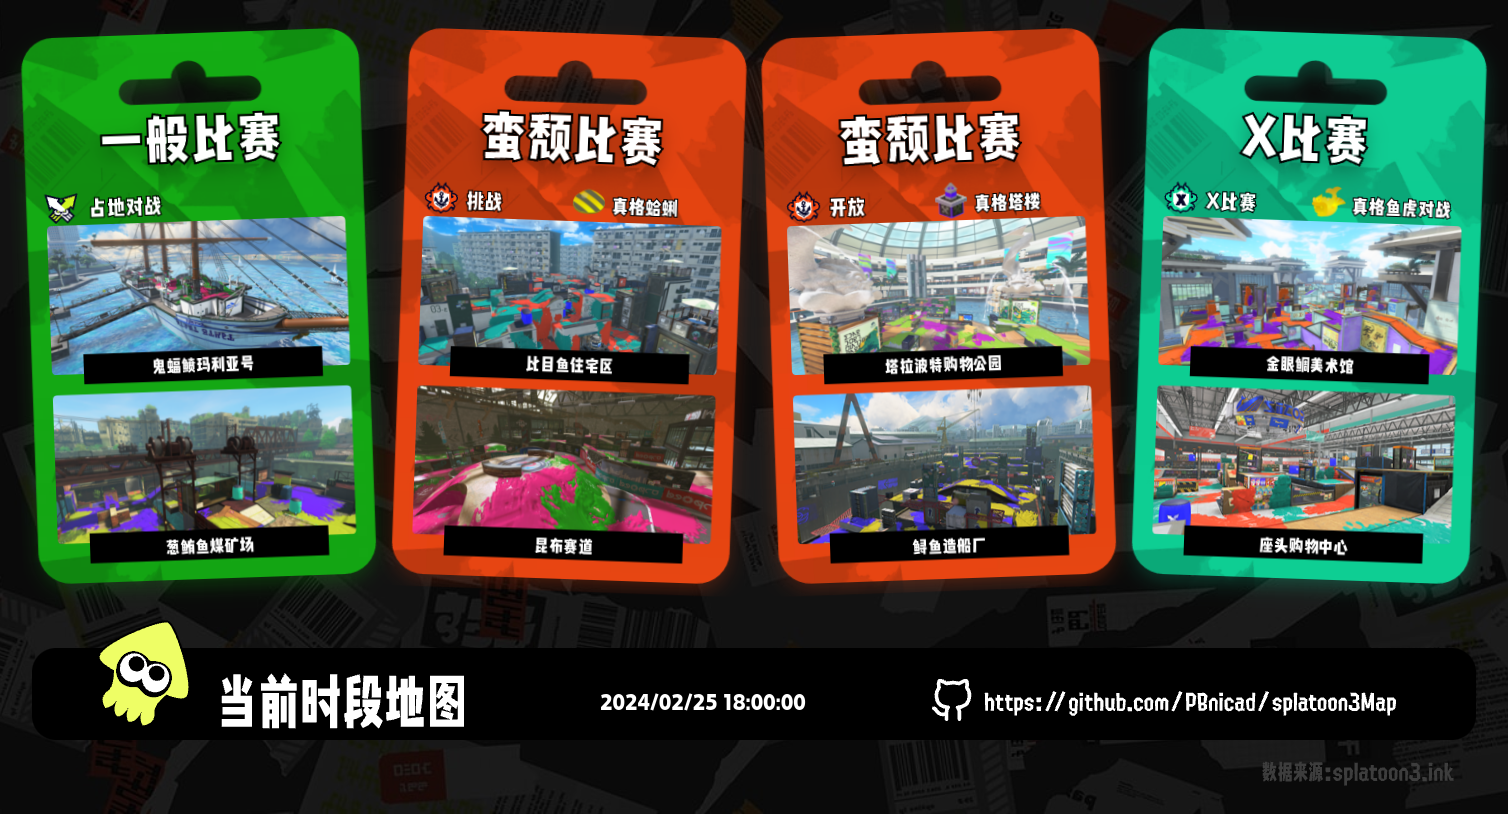 一般比赛
占地对战
鬼蝠鲼玛利亚号
葱鲔鱼煤矿场
蛮颓比赛
挑战
真格蛤蜊
比目鱼住宅区
昆布赛道
蛮颓比赛
开放
真格塔楼
塔拉波特购物公园
鲟鱼造船厂
X比赛
X比赛
真格鱼虎对战
金眼鲷美术馆
座头购物中心
当前时段地图
2024/02/25 18:00:00
https://github.com/PBnicad/splatoon3Map
数据来源:splatoon3.ink